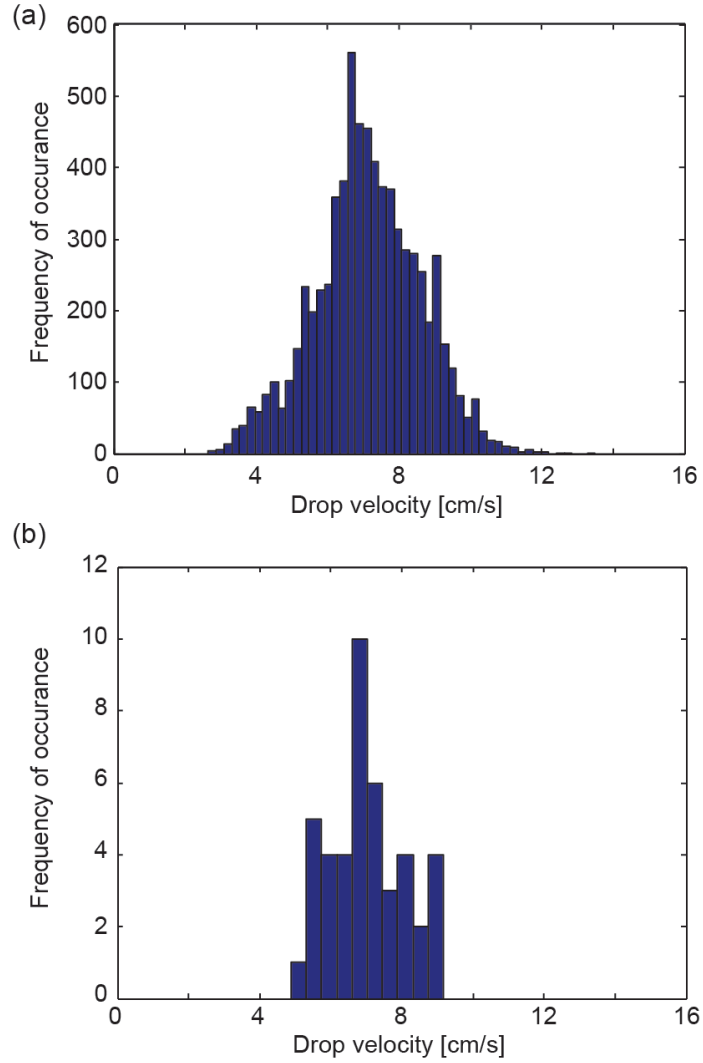 (a)
600
500
400
300
200
100
0
0 4 8 12 16
Frequency of occurance
Drop velocity [cm/s]
(b)
12
10
8
6
4
2
0
0 4 8 12 16
Frequency of occurance
Drop velocity [cm/s]